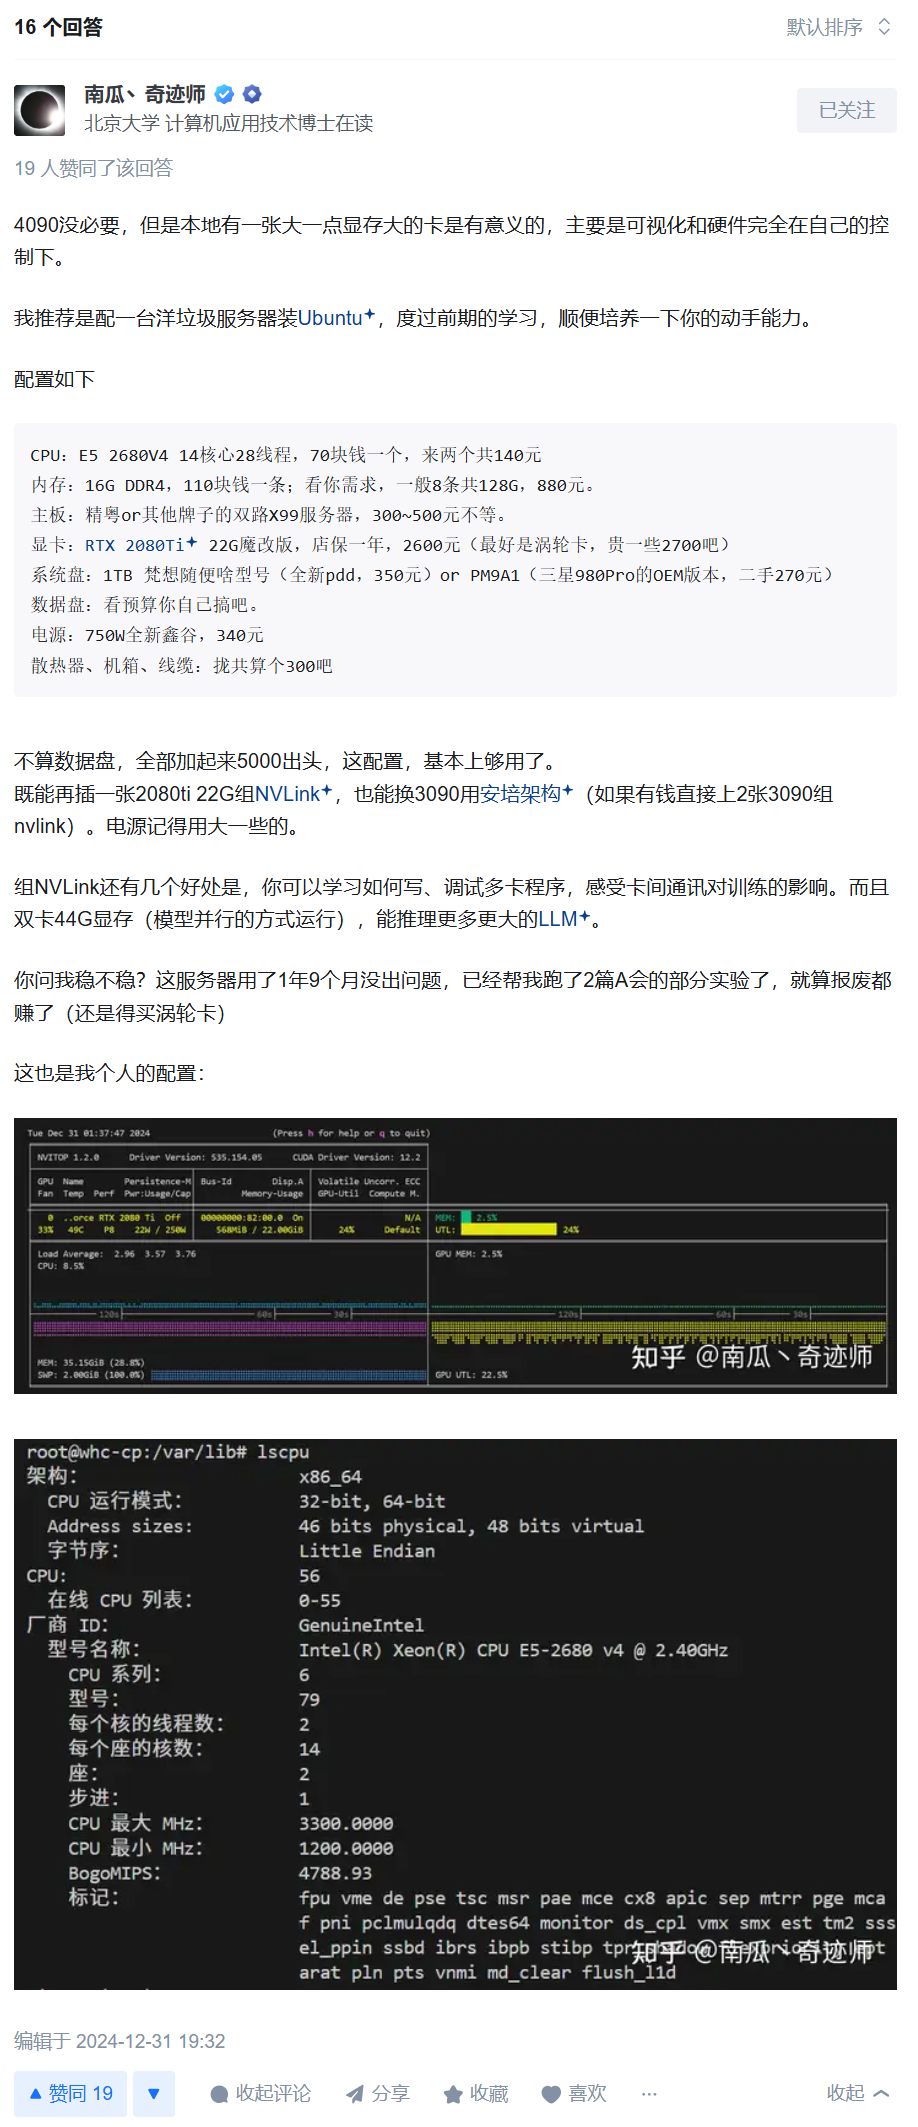 16 个回答
默认排序
南瓜丶奇迹师
北京大学 计算机应用技术博士在读
已关注
19 人赞同了该回答
4090没必要，但是本地有一张大一点显存大的卡是有意义的，主要是可视化和硬件完全在自己的控
制下。
我推荐是配一台洋垃圾服务器装Ubuntu，度过前期的学习，顺便培养一下你的动手能力。
配置如下
CPU：E5 2680V4 14核心28线程，70块钱一个，来两个共140元
内存：16G DDR4，110块钱一条；看你需求，一般8条共128G，880元。
主板：精粤or其他牌子的双路X99服务器，300~500元不等。
显卡：RTX 2080Ti 22G魔改版，店保一年，2600元（最好是涡轮卡，贵一些2700吧）
系统盘：1TB 梵想随便啥型号（全新pdd，350元）or PM9A1（三星980Pro的OEM版本，二手270元）
数据盘：看预算你自己搞吧。
电源：750W全新鑫谷，340元
散热器、机箱、线缆：拢共算个300吧
不算数据盘，全部加起来5000出头，这配置，基本上够用了。
既能再插一张2080ti 22G组NVLink，也能换3090用安培架构（如果有钱直接上2张3090组
nvlink）。电源记得用大一些的。
组NVLink还有几个好处是，你可以学习如何写、调试多卡程序，感受卡间通讯对训练的影响。而且
双卡44G显存（模型并行的方式运行），能推理更多更大的LLM。
你问我稳不稳？这服务器用了1年9个月没出问题，已经帮我跑了2篇A会的部分实验了，就算报废都
赚了（还是得买涡轮卡）
这也是我个人的配置：
Tue Dec 31 01:37:47 2024 (Press h for help or q to quit)
NVITOP 1.2.0 Driver Version: 535.154.05 CUDA Driver Version: 12.2
GPU Name Persistence-M Bus-Id Disp.A Volatile Uncorr. ECC
Fan Temp Perf Pwr:Usage/Cap Memory-Usage GPU-Util Compute M.
0 ..orce RTX 2080 Ti Off 00000000:82:00.0 On N/A MEM: 2.5%
33% 49C P8 22W / 250W 568MiB / 22.00GiB 24% Default UTL: 24%
Load Average: 2.96 3.57 3.76 GPU MEM: 2.5%
CPU: 8.5%
120s 60s 30s 120s 60s 30s
知乎 @南瓜丶奇迹师
MEM: 35.15GiB (28.8%)
SWP: 2.00GiB (100.0%) GPU UTL: 22.5%
root@whc-cp:/var/lib# lscpu
架构： x86_64
CPU 运行模式： 32-bit, 64-bit
Address sizes: 46 bits physical, 48 bits virtual
字节序： Little Endian
CPU: 56
在线 CPU 列表： 0-55
厂商 ID： GenuineIntel
型号名称： Intel(R) Xeon(R) CPU E5-2680 v4 @ 2.40GHz
CPU 系列： 6
型号： 79
每个核的线程数： 2
每个座的核数： 14
座： 2
步进： 1
CPU 最大 MHz： 3300.0000
CPU 最小 MHz： 1200.0000
BogoMIPS： 4788.93
标记： fpu vme de pse tsc msr pae mce cx8 apic sep mtrr pge mca
f pni pclmulqdq dtes64 monitor ds_cpl vmx smx est tm2 sss
el_ppin ssbd ibrs ibpb stibp
知乎 @南瓜丶奇迹师
arat pln pts vnmi md_clear flush_l1d
编辑于 2024-12-31 19:32
赞同 19 收起评论 分享 收藏 喜欢 ··· 收起